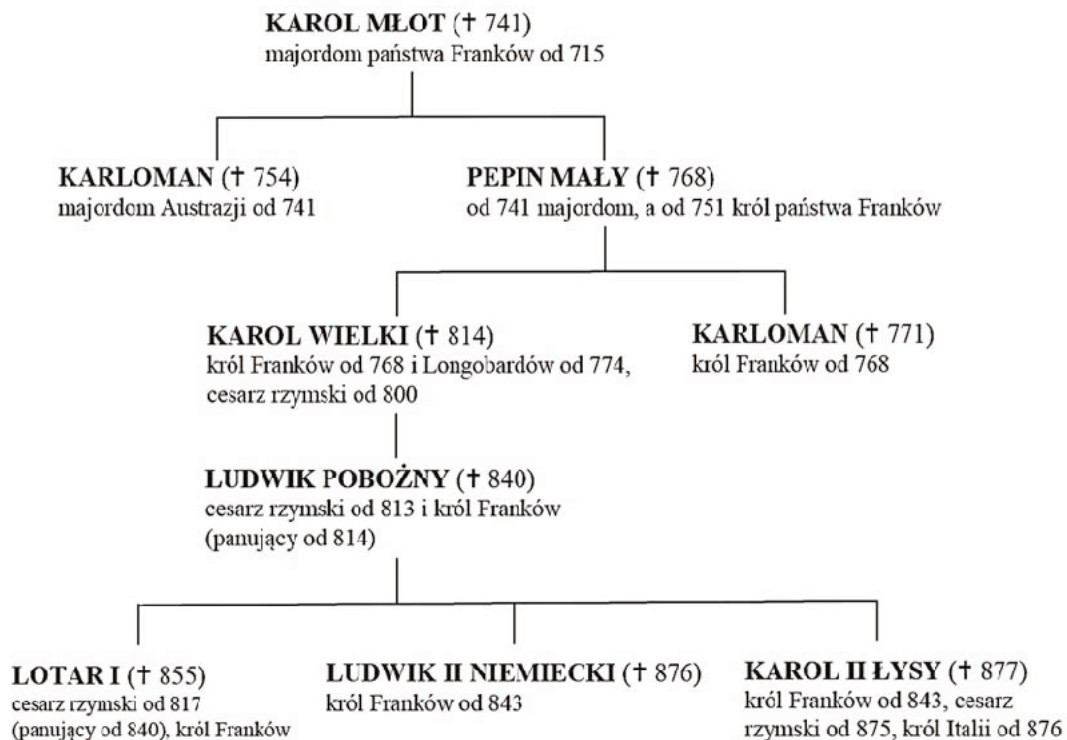 KAROL MŁOT († 741)
majordom państwa Franków od 715
KARLOMAN († 754)
majordom Austrazji od 741
PEPIN MAŁY († 768)
od 741 majordom, a od 751 król państwa Franków
KAROL WIELKI († 814)
król Franków od 768 i Longobardów od 774,
cesarz rzymski od 800
KARLOMAN († 771)
król Franków od 768
LUDWIK POBOŻNY († 840)
cesarz rzymski od 813 i król Franków
(panujący od 814)
LOTAR I († 855)
cesarz rzymski od 817
(panujący od 840), król Franków
LUDWIK II NIEMIECKI († 876)
król Franków od 843
KAROL II ŁYSY († 877)
król Franków od 843, cesarz
rzymski od 875, król Italii od 876